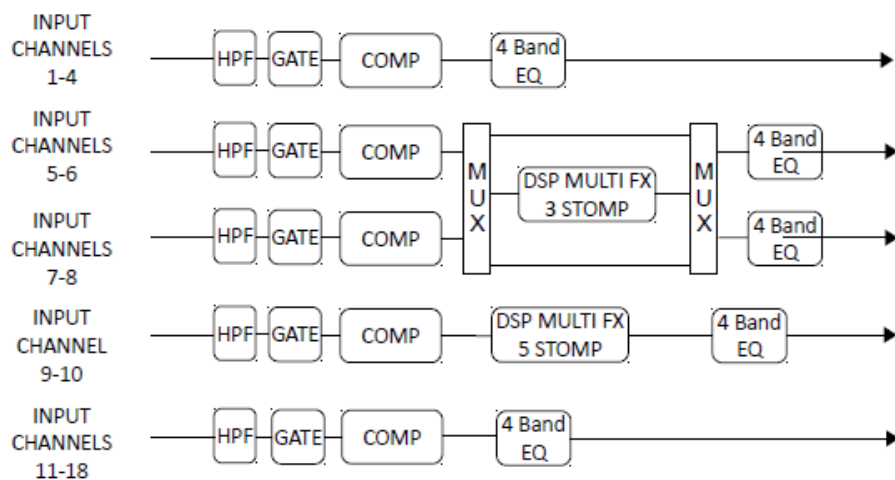 INPUT
CHANNELS
1-4
HPF GATE COMP 4 Band
EQ
INPUT
CHANNELS
5-6
HPF GATE COMP
MUX
DSP MULTI FX
3 STOMP
MUX
4 Band
EQ
INPUT
CHANNELS
7-8
HPF GATE COMP
4 Band
EQ
INPUT
CHANNEL
9-10
HPF GATE COMP
DSP MULTI FX
5 STOMP
4 Band
EQ
INPUT
CHANNELS
11-18
HPF GATE COMP
4 Band
EQ